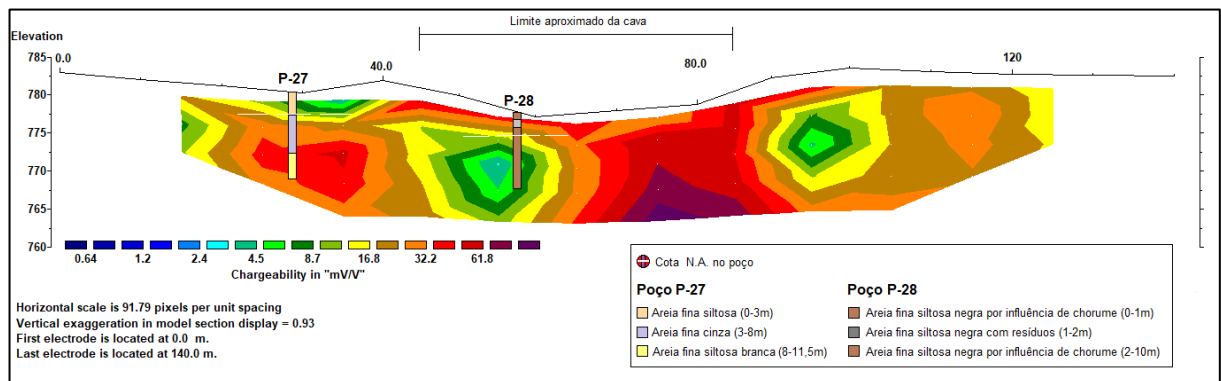 Limite aproximado da cava
Elevation
785
780
775
770
765
760
0.0
40.0
80.0
120
P-27
P-28
0.64 1.2 2.4 4.5 8.7 16.8 32.2 61.8
Chargeability in "mV/V"
Horizontal scale is 91.79 pixels per unit spacing
Vertical exaggeration in model section display = 0.93
First electrode is located at 0.0 m.
Last electrode is located at 140.0 m.
Cota N.A. no poço
Poço P-27
Areia fina siltosa (0-3m)
Areia fina cinza (3-8m)
Areia fina siltosa branca (8-11,5m)
Poço P-28
Areia fina siltosa negra por influência de chorume (0-1m)
Areia fina siltosa negra com resíduos (1-2m)
Areia fina siltosa negra por influência de chorume (2-10m)